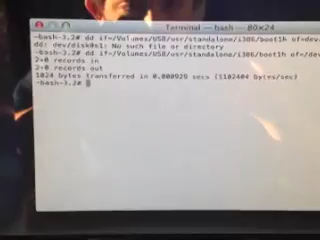 Terminal — bash — 80×24
-bash-3.2# dd if=/Volumes/USB/usr/standalone/i386/boot1h of=dev
dd: dev/disk0s1: No such file or directory
-bash-3.2# dd if=/Volumes/USB/usr/standalone/i386/boot1h of=/dev
2+0 records in
2+0 records out
1024 bytes transferred in 0.000929 secs (1102404 bytes/sec)
-bash-3.2#